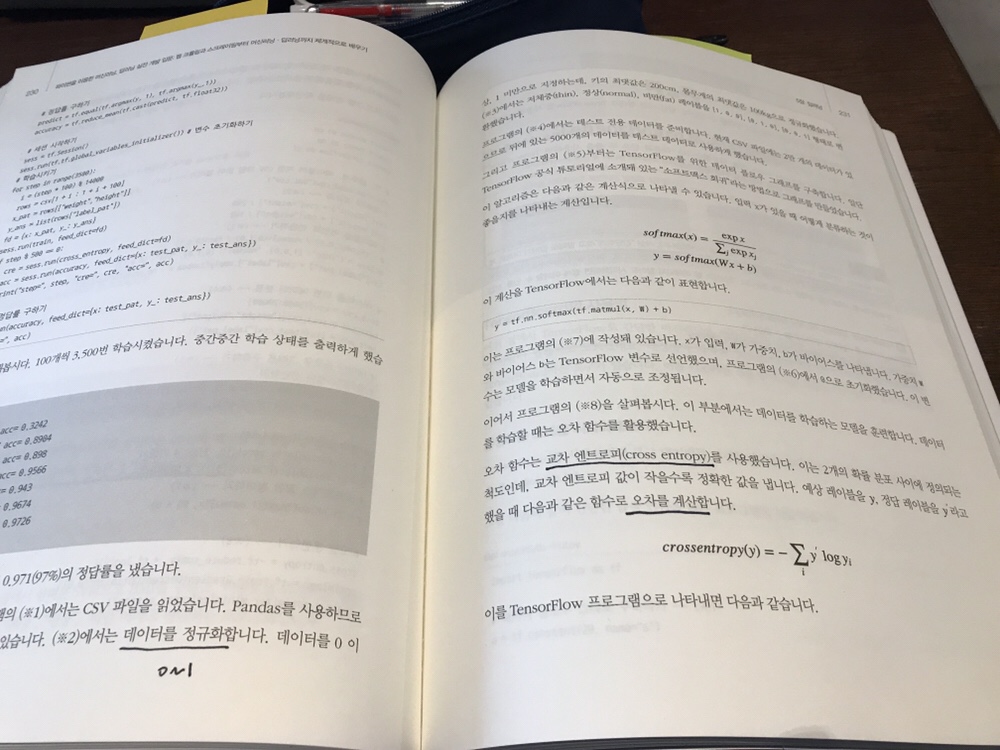 230
파이썬을 이용한 머신러닝, 딥러닝 실전 개발 입문: 웹 크롤링과 스크레이핑부터 머신러닝·딥러닝까지 체계적으로 배우기
# 정답률 구하기
predict = tf.equal(tf.argmax(y, 1), tf.argmax(y_,1))
accuracy = tf.reduce_mean(tf.cast(predict, tf.float32))
# 세션 시작하기
sess = tf.Session()
sess.run(tf.global_variables_initializer()) # 변수 초기화하기
# 학습시키기
for step in range(3500):
i = (step * 100) % 14000
rows = csv[1 + i : 1 + i + 100]
x_pat = rows[["weight","height"]]
y_ans = list(rows["label_pat"])
fd = {x: x_pat, y_: y_ans}
sess.run(train, feed_dict=fd)
f step % 500 == 0:
cre = sess.run(cross_entropy, feed_dict=fd)
acc = sess.run(accuracy, feed_dict={x: test_pat, y_: test_ans})
rint("step=", step, "cre=", cre, "acc=", acc)
정답률 구하기
n(accuracy, feed_dict={x: test_pat, y_: test_ans})
=", acc)
해봅시다. 100개씩 3,500번 학습시켰습니다. 중간중간 학습 상태를 출력하게 했습
acc= 0.3242
acc= 0.8904
acc= 0.898
acc= 0.9566
= 0.943
0.9674
0.9726
0.971(97%)의 정답률을 냈습니다.
램의 (※1)에서는 CSV 파일을 읽었습니다. Pandas를 사용하므로
있습니다. (※2)에서는 데이터를 정규화합니다. 데이터를 0 이
0~1
231
상, 1 미만으로 지정하는데, 키의 최댓값은 200cm, 몸무게의 최댓값은 100kg으로 정규화했습니다.
(※3)에서는 저체중(thin), 정상(normal), 비만(fat) 레이블을 [1, 0, 0], [0, 1, 0], [0, 0, 1] 형태로 변
환했습니다.
프로그램의 (※4)에서는 테스트 전용 데이터를 준비합니다. 현재 CSV 파일에는 2만 개의 데이터가 있
으므로 뒤에 있는 5000개의 데이터를 테스트 데이터로 사용하게 했습니다.
그리고 프로그램의 (※5)부터는 TensorFlow를 위한 데이터 플로우 그래프를 구축합니다. 일단
TensorFlow 공식 튜토리얼에 소개돼 있는 "소프트맥스 회귀"라는 방법으로 그래프를 만들었습니다.
이 알고리즘은 다음과 같은 계산식으로 나타낼 수 있습니다. 입력 x가 있을 때 어떻게 분류하는 것이
좋을지를 나타내는 계산입니다.
softmax(x) = exp x / ∑j exp xj
y = softmax(Wx + b)
이 계산을 TensorFlow에서는 다음과 같이 표현합니다.
y = tf.nn.softmax(tf.matmul(x, W) + b)
이는 프로그램의 (※7)에 작성돼 있습니다. x가 입력, W가 가중치, b가 바이어스를 나타냅니다. 가중치 W
와 바이어스 b는 TensorFlow 변수로 선언했으며, 프로그램의 (※6)에서 0으로 초기화했습니다. 이 변
수는 모델을 학습하면서 자동으로 조정됩니다.
이어서 프로그램의 (※8)을 살펴봅시다. 이 부분에서는 데이터를 학습하는 모델을 훈련합니다. 데이터
를 학습할 때는 오차 함수를 활용했습니다.
오차 함수는 교차 엔트로피(cross entropy)를 사용했습니다. 이는 2개의 확률 분포 사이에 정의되는
척도인데, 교차 엔트로피 값이 작을수록 정확한 값을 냅니다. 예상 레이블을 y, 정답 레이블을 y'라고
했을 때 다음과 같은 함수로 오차를 계산합니다.
crossentropy(y) = − ∑i y' log yi
이를 TensorFlow 프로그램으로 나타내면 다음과 같습니다.